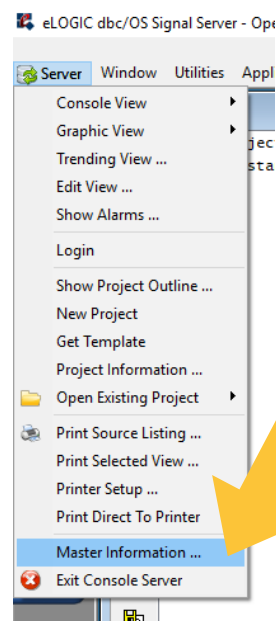 eLOGIC dbc/OS Signal Server - Ope
Server Window Utilities Appl
Console View
Graphic View
Trending View ...
Edit View ...
Show Alarms ...
Login
Show Project Outline ...
New Project
Get Template
Project Information ...
Open Existing Project
Print Source Listing ...
Print Selected View ...
Printer Setup ...
Print Direct To Printer
Master Information ...
Exit Console Server
jec
sta